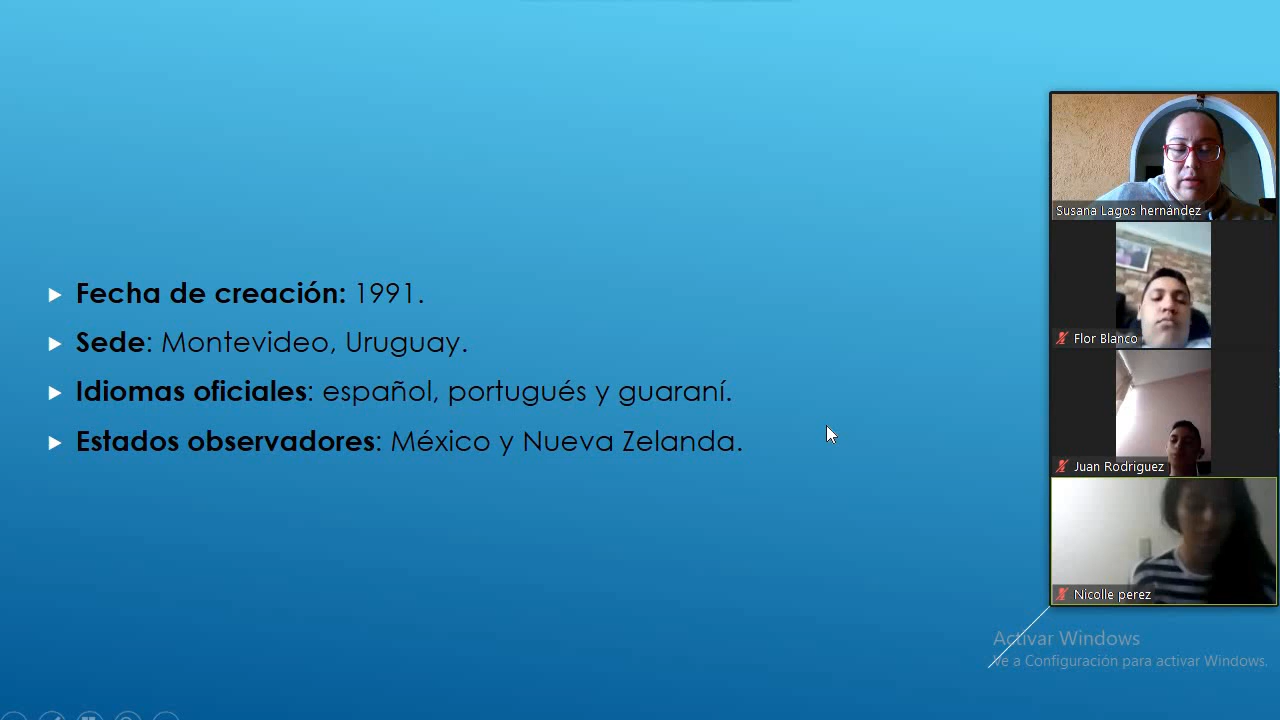 Fecha de creación: 1991.
Sede: Montevideo, Uruguay.
Idiomas oficiales: español, portugués y guaraní.
Estados observadores: México y Nueva Zelanda.
Susana Lagos hernández
Flor Blanco
Juan Rodriguez
Nicolle perez
Activar Windows
Ve a Configuración para activar Windows.